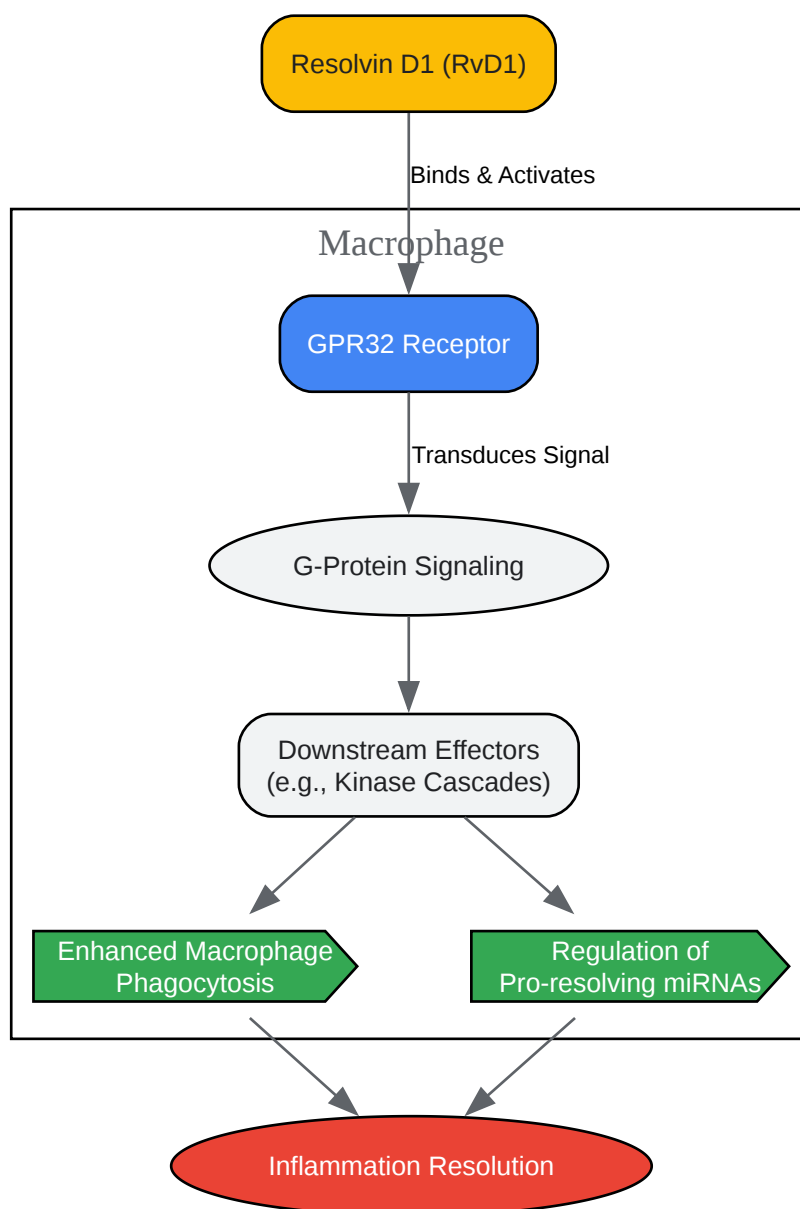 Resolvin D1 (RvD1)
Binds & Activates
Macrophage
GPR32 Receptor
Transduces Signal
G-Protein Signaling
Downstream Effectors
(e.g., Kinase Cascades)
Enhanced Macrophage
Phagocytosis
Regulation of
Pro-resolving miRNAs
Inflammation Resolution